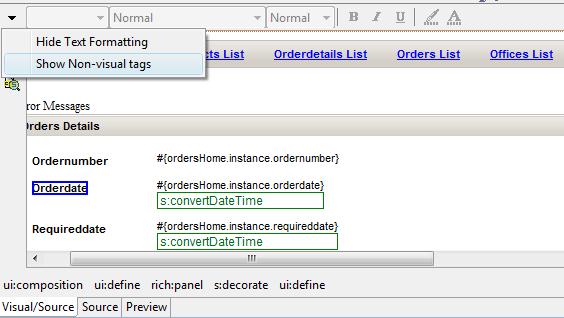 Normal Normal B I U A
Hide Text Formatting
Show Non-visual tags
cts List Orderdetails List Orders List Offices List
ror Messages
Orders Details
Ordernumber #{ordersHome.instance.ordernumber}
Orderdate #{ordersHome.instance.orderdate}
s:convertDateTime
Requireddate #{ordersHome.instance.requireddate}
s:convertDateTime
ui:composition ui:define rich:panel s:decorate ui:define
Visual/Source Source Preview